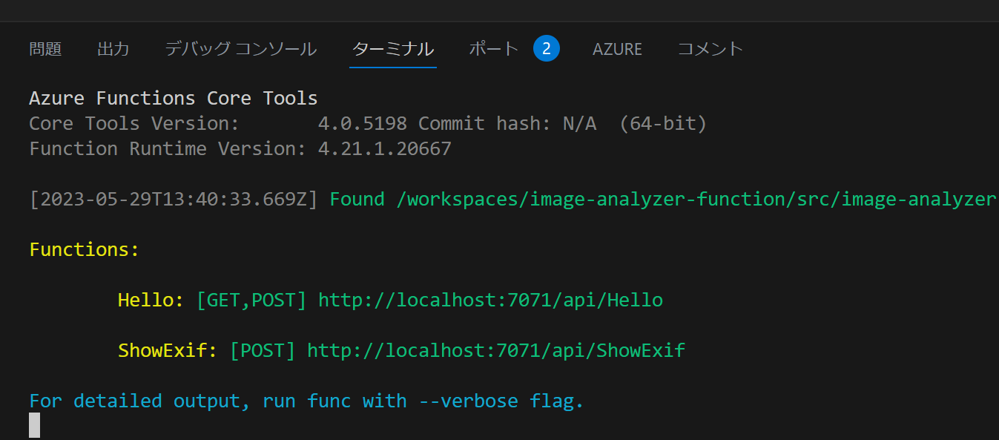 問題 出力 デバッグ コンソール ターミナル ポート 2 AZURE コメント
Azure Functions Core Tools
Core Tools Version:       4.0.5198 Commit hash: N/A  (64-bit)
Function Runtime Version: 4.21.1.20667
[2023-05-29T13:40:33.669Z] Found /workspaces/image-analyzer-function/src/image-analyzer
Functions:
Hello: [GET,POST] http://localhost:7071/api/Hello
ShowExif: [POST] http://localhost:7071/api/ShowExif
For detailed output, run func with --verbose flag.